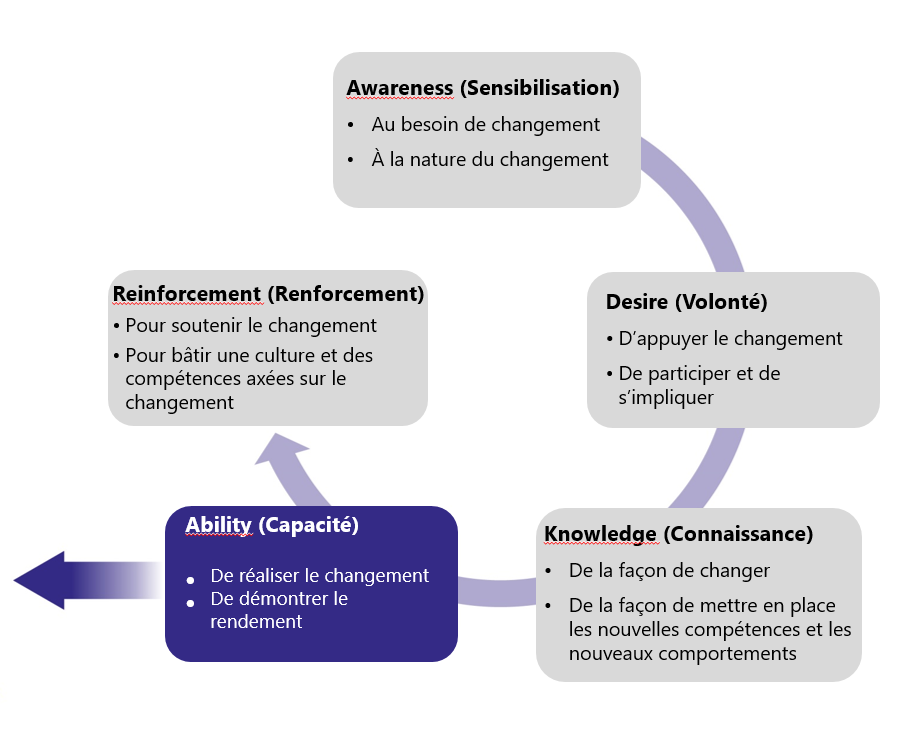 Awareness (Sensibilisation)
• Au besoin de changement
• À la nature du changement
Desire (Volonté)
• D’appuyer le changement
• De participer et de
s’impliquer
Knowledge (Connaissance)
• De la façon de changer
• De la façon de mettre en place
les nouvelles compétences et les
nouveaux comportements
Ability (Capacité)
• De réaliser le changement
• De démontrer le
rendement
Reinforcement (Renforcement)
• Pour soutenir le changement
• Pour bâtir une culture et des
compétences axées sur le
changement